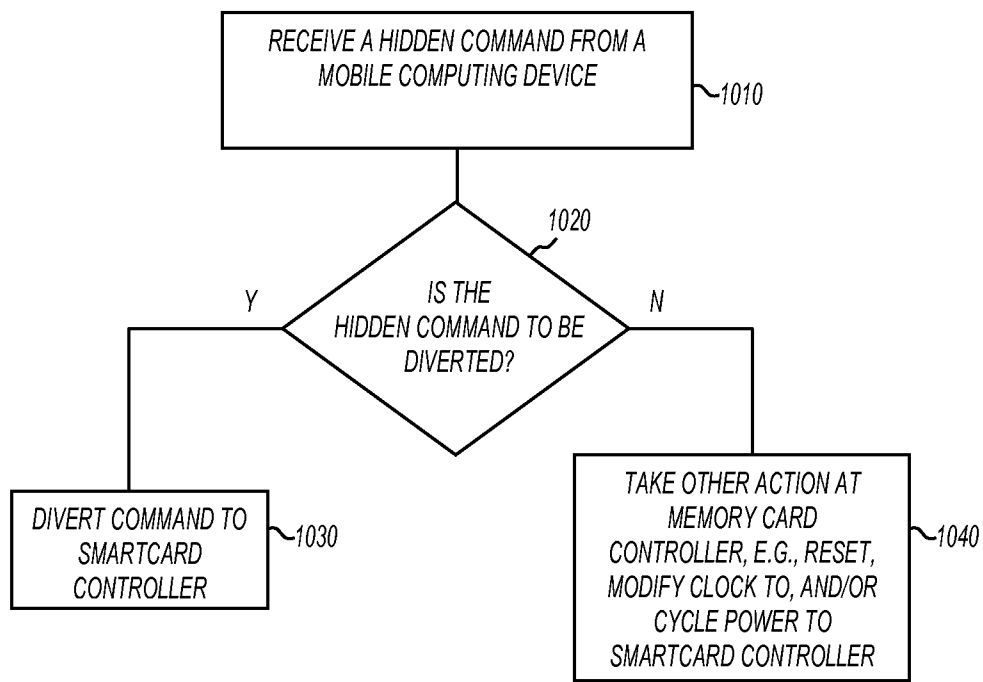 RECEIVE A HIDDEN COMMAND FROM A
MOBILE COMPUTING DEVICE
1010
1020
IS THE
HIDDEN COMMAND TO BE
DIVERTED?
Y
N
DIVERT COMMAND TO
SMARTCARD
CONTROLLER
1030
TAKE OTHER ACTION AT
MEMORY CARD
CONTROLLER, E.G., RESET,
MODIFY CLOCK TO, AND/OR
CYCLE POWER TO
SMARTCARD CONTROLLER
1040